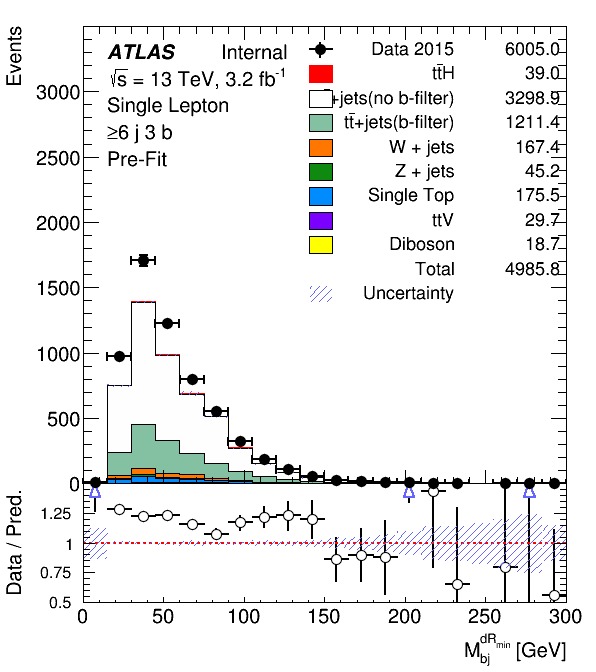 Events
ATLAS Internal
√s = 13 TeV, 3.2 fb⁻¹
Single Lepton
≥6 j 3 b
Pre-Fit
Data 2015 6005.0
tt̄H 39.0
+jets(no b-filter) 3298.9
tt̄+jets(b-filter) 1211.4
W + jets 167.4
Z + jets 45.2
Single Top 175.5
ttV 29.7
Diboson 18.7
Total 4985.8
Uncertainty
3000
2500
2000
1500
1000
500
0
Data / Pred.
1.25
1
0.75
0.5
0 50 100 150 200 250 300
M_bj^dR_min [GeV]